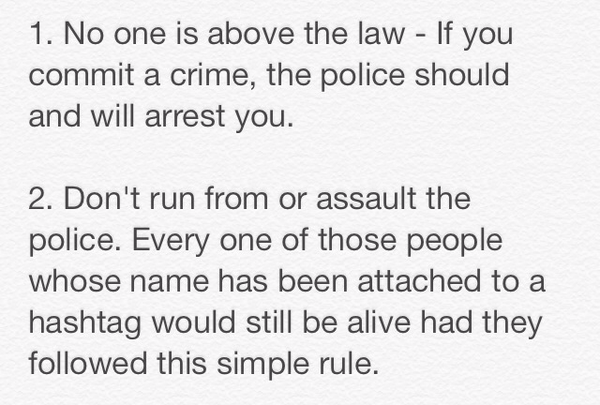 1. No one is above the law - If you
commit a crime, the police should
and will arrest you.
2. Don't run from or assault the
police. Every one of those people
whose name has been attached to a
hashtag would still be alive had they
followed this simple rule.